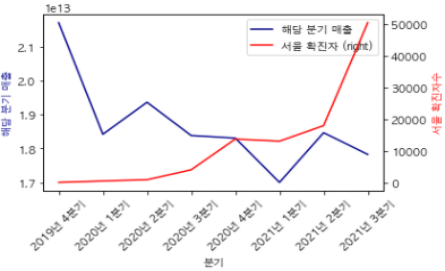 1e13
해당 분기 매출
서울 확진자 (right)
2.1
2.0
1.9
1.8
1.7
해당 분기 매출
50000
40000
30000
20000
10000
0
서울 확진자수
2019년 4분기
2020년 1분기
2020년 2분기
2020년 3분기
2020년 4분기
2021년 1분기
2021년 2분기
2021년 3분기
분기